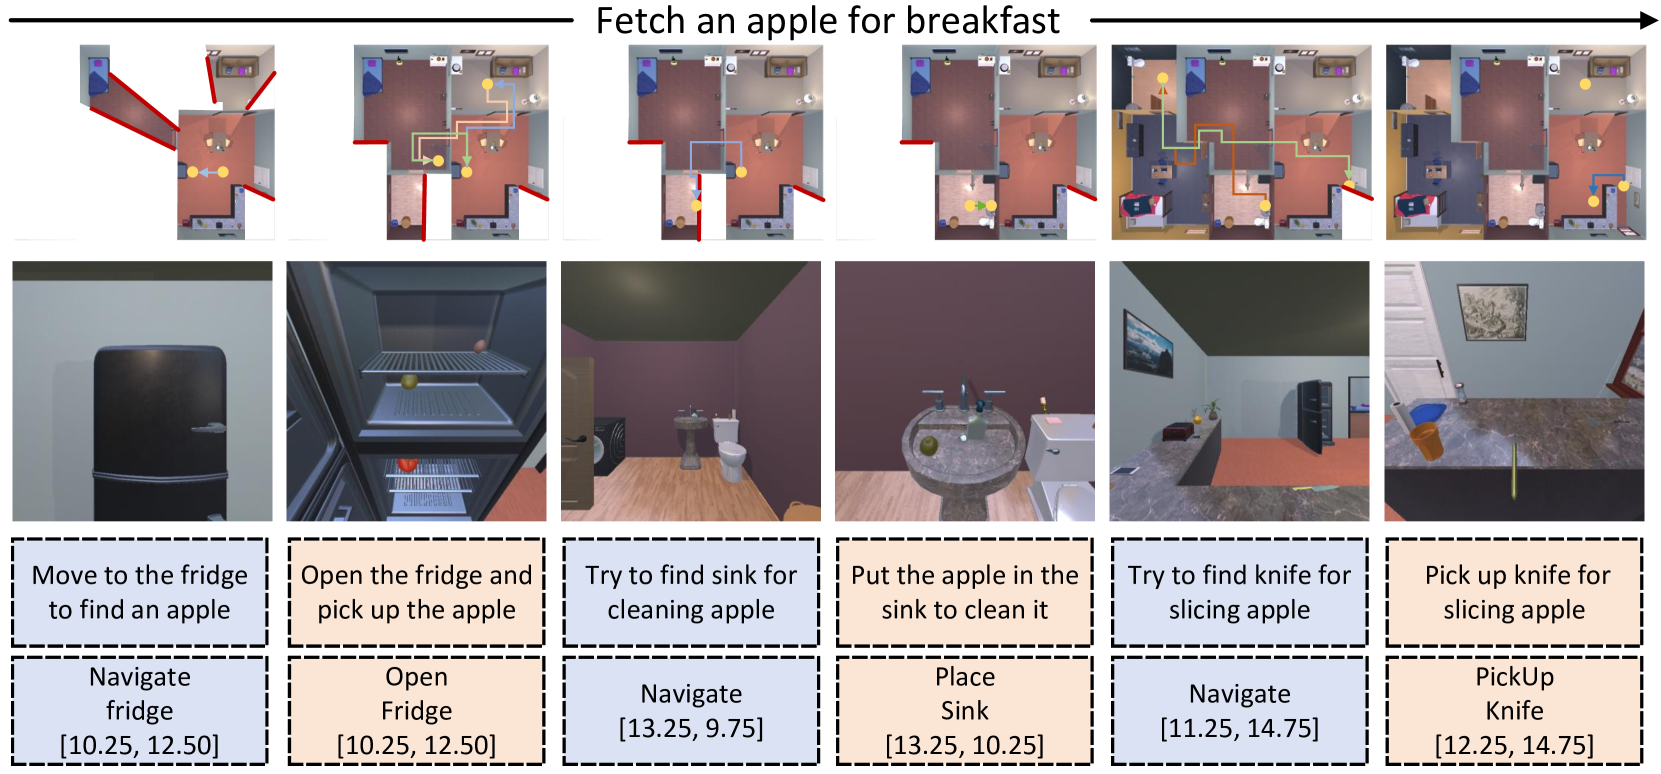 Fetch an apple for breakfast
Move to the fridge
to find an apple
Open the fridge and
pick up the apple
Try to find sink for
cleaning apple
Put the apple in the
sink to clean it
Try to find knife for
slicing apple
Pick up knife for
slicing apple
Navigate
fridge
[10.25, 12.50]
Open
Fridge
[10.25, 12.50]
Navigate
[13.25, 9.75]
Place
Sink
[13.25, 10.25]
Navigate
[11.25, 14.75]
PickUp
Knife
[12.25, 14.75]